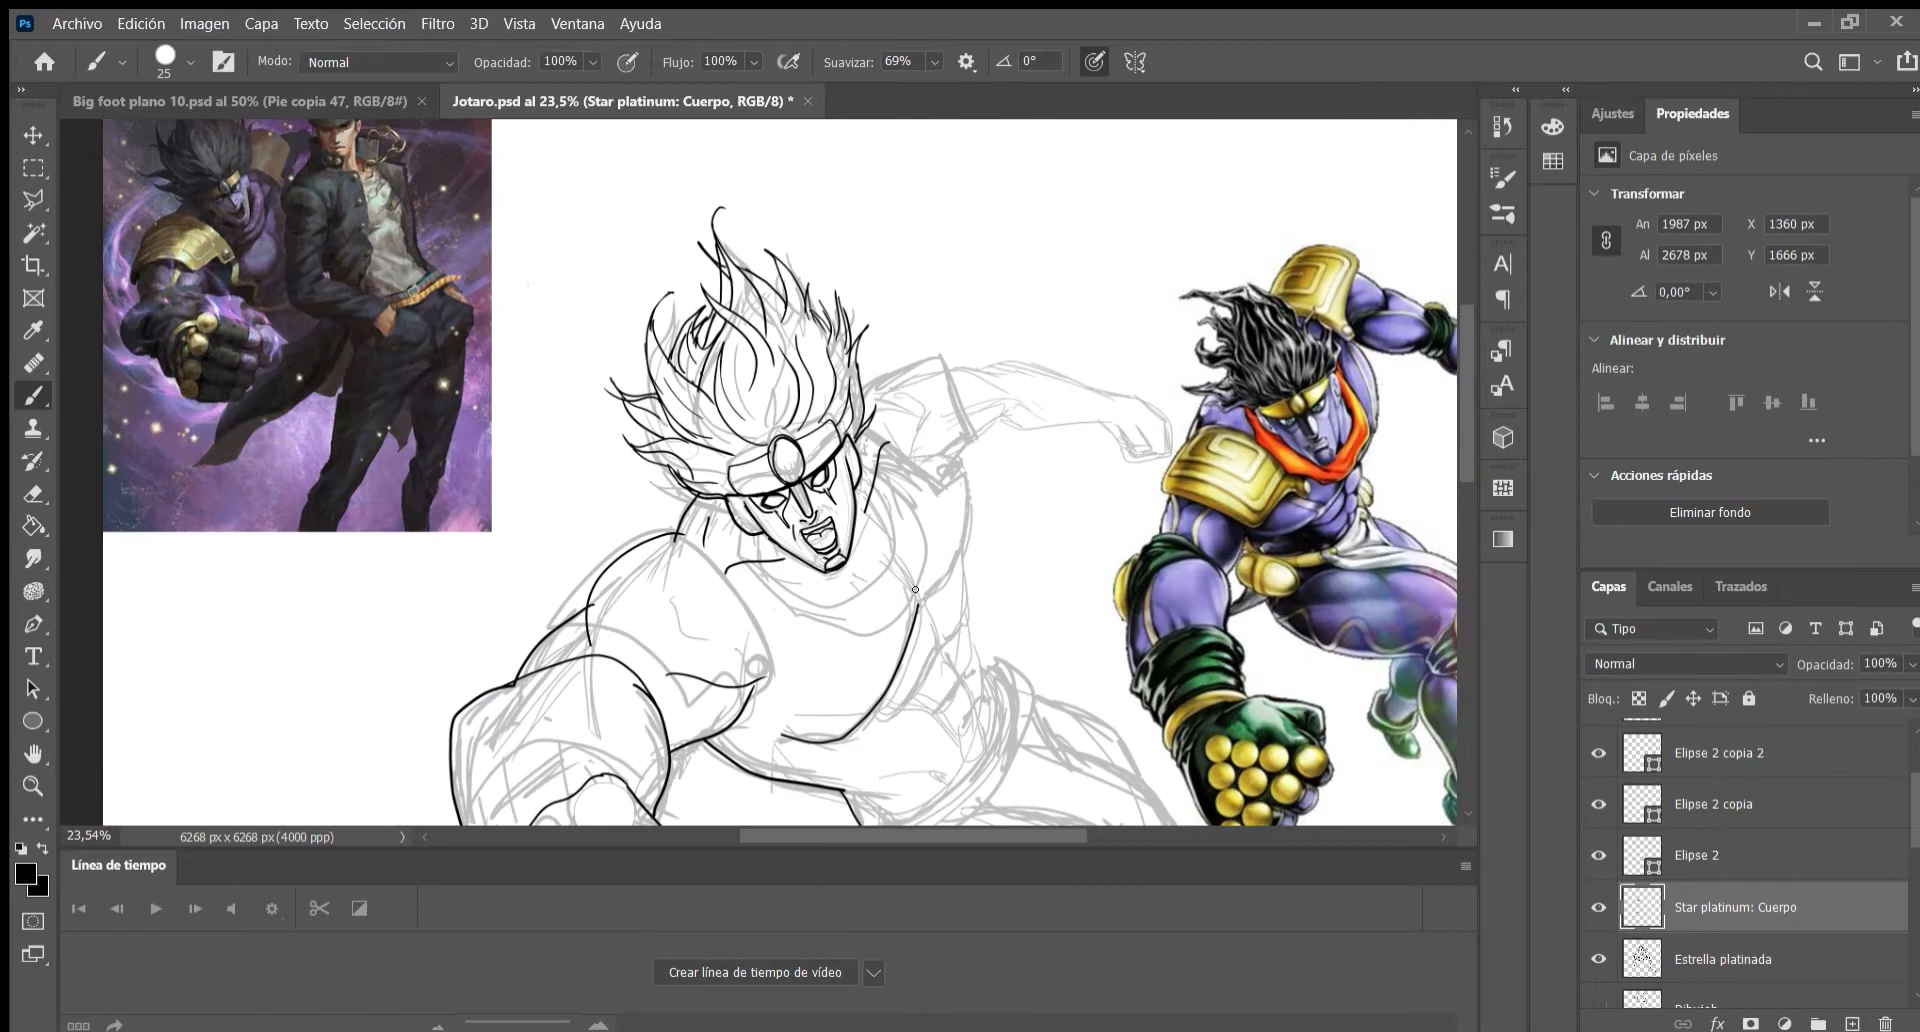 Ps Archivo Edición Imagen Capa Texto Selección Filtro 3D Vista Ventana Ayuda
25 Modo: Normal Opacidad: 100% Flujo: 100% Suavizar: 69% 0°
Big foot plano 10.psd al 50% (Pie copia 47, RGB/8#) × Jotaro.psd al 23,5% (Star platinum: Cuerpo, RGB/8) * ×
Ajustes Propiedades
Capa de píxeles
Transformar
An 1987 px X 1360 px
Al 2678 px Y 1666 px
0,00°
Alinear y distribuir
Alinear:
Acciones rápidas
Eliminar fondo
Capas Canales Trazados
Tipo
Normal Opacidad: 100%
Bloq.: Relleno: 100%
Elipse 2 copia 2
Elipse 2 copia
Elipse 2
Star platinum: Cuerpo
Estrella platinada
23,54% 6268 px x 6268 px (4000 ppp)
Línea de tiempo
Crear línea de tiempo de vídeo
fx